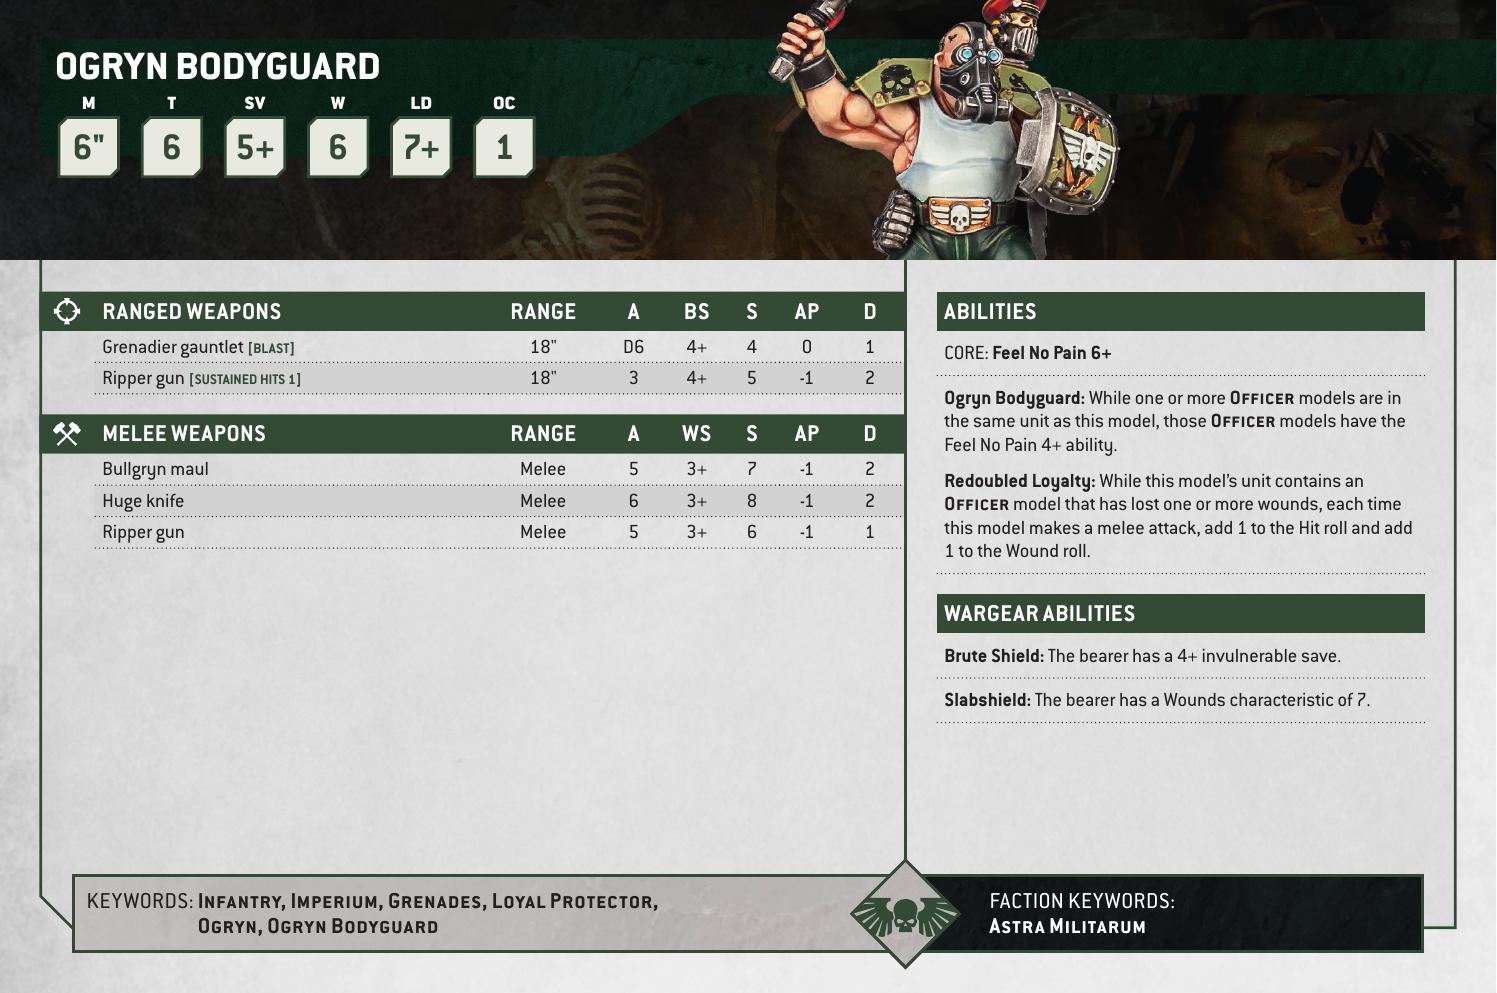 OGRYN BODYGUARD
M T SV W LD OC
6" 6 5+ 6 7+ 1
RANGED WEAPONS RANGE A BS S AP D
Grenadier gauntlet [BLAST] 18" D6 4+ 4 0 1
Ripper gun [SUSTAINED HITS 1] 18" 3 4+ 5 -1 2
MELEE WEAPONS RANGE A WS S AP D
Bullgryn maul Melee 5 3+ 7 -1 2
Huge knife Melee 6 3+ 8 -1 2
Ripper gun Melee 5 3+ 6 -1 1
ABILITIES
CORE: Feel No Pain 6+
Ogryn Bodyguard: While one or more OFFICER models are in
the same unit as this model, those OFFICER models have the
Feel No Pain 4+ ability.
Redoubled Loyalty: While this model's unit contains an
OFFICER model that has lost one or more wounds, each time
this model makes a melee attack, add 1 to the Hit roll and add
1 to the Wound roll.
WARGEAR ABILITIES
Brute Shield: The bearer has a 4+ invulnerable save.
Slabshield: The bearer has a Wounds characteristic of 7.
KEYWORDS: INFANTRY, IMPERIUM, GRENADES, LOYAL PROTECTOR,
OGRYN, OGRYN BODYGUARD
FACTION KEYWORDS:
ASTRA MILITARUM